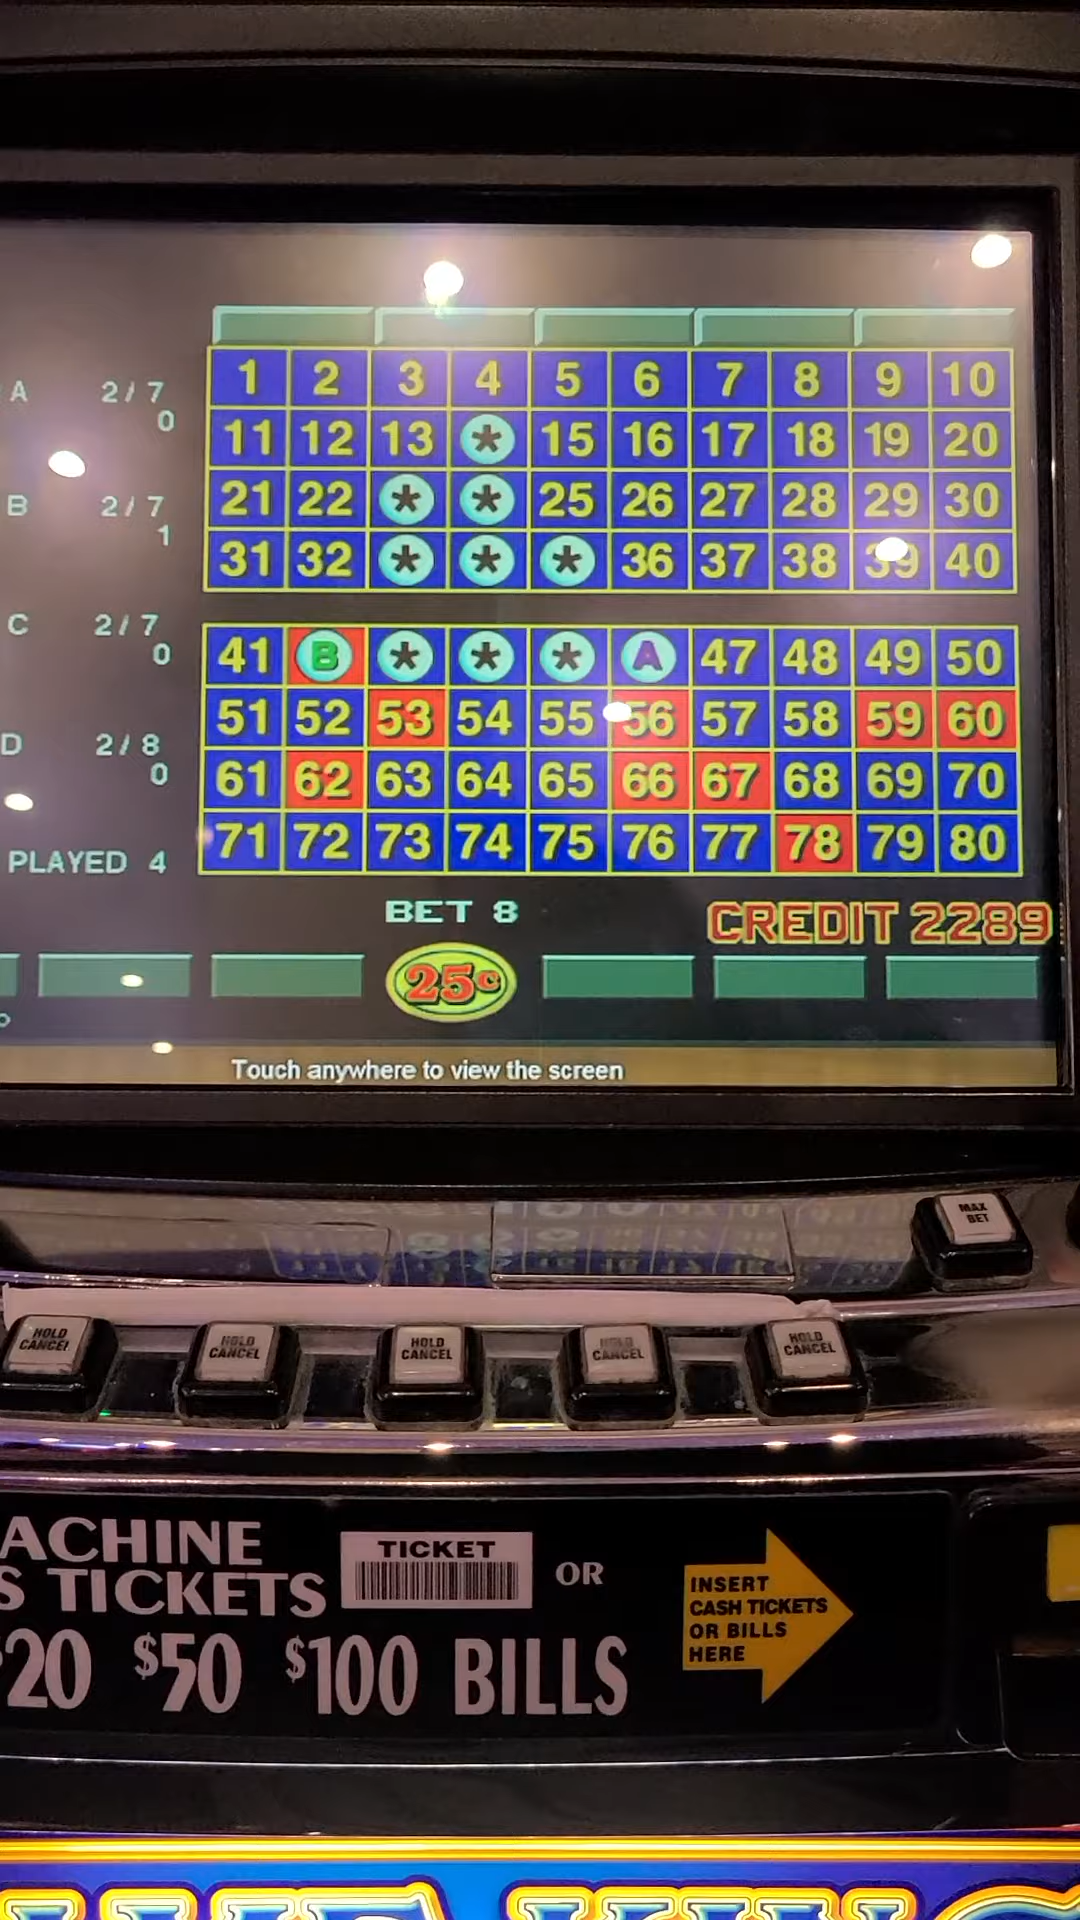 A 2/7
0
B 2/7
1
C 2/7
0
D 2/8
0
PLAYED 4
1 2 3 4 5 6 7 8 9 10
11 12 13 * 15 16 17 18 19 20
21 22 * * 25 26 27 28 29 30
31 32 * * * 36 37 38 39 40
41 B * * * A 47 48 49 50
51 52 53 54 55 56 57 58 59 60
61 62 63 64 65 66 67 68 69 70
71 72 73 74 75 76 77 78 79 80
BET 8
CREDIT 2289
25¢
Touch anywhere to view the screen
MAX
BET
HOLD
CANCEL
HOLD
CANCEL
HOLD
CANCEL
HOLD
CANCEL
HOLD
CANCEL
ACHINE
S TICKETS
TICKET
OR
20 $50 $100 BILLS
INSERT
CASH TICKETS
OR BILLS
HERE